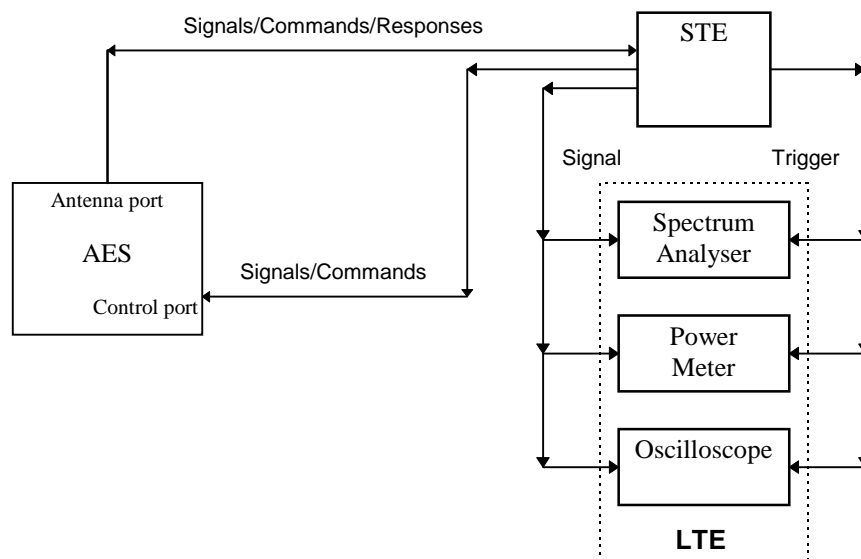 Signals/Commands/Responses
STE
Signal
Trigger
Antenna port
AES
Control port
Signals/Commands
Spectrum
Analyser
Power
Meter
Oscilloscope
LTE